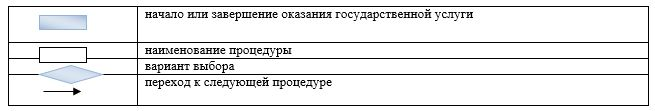 начало или завершение оказания государственной услуги
наименование процедуры
вариант выбора
переход к следующей процедуре